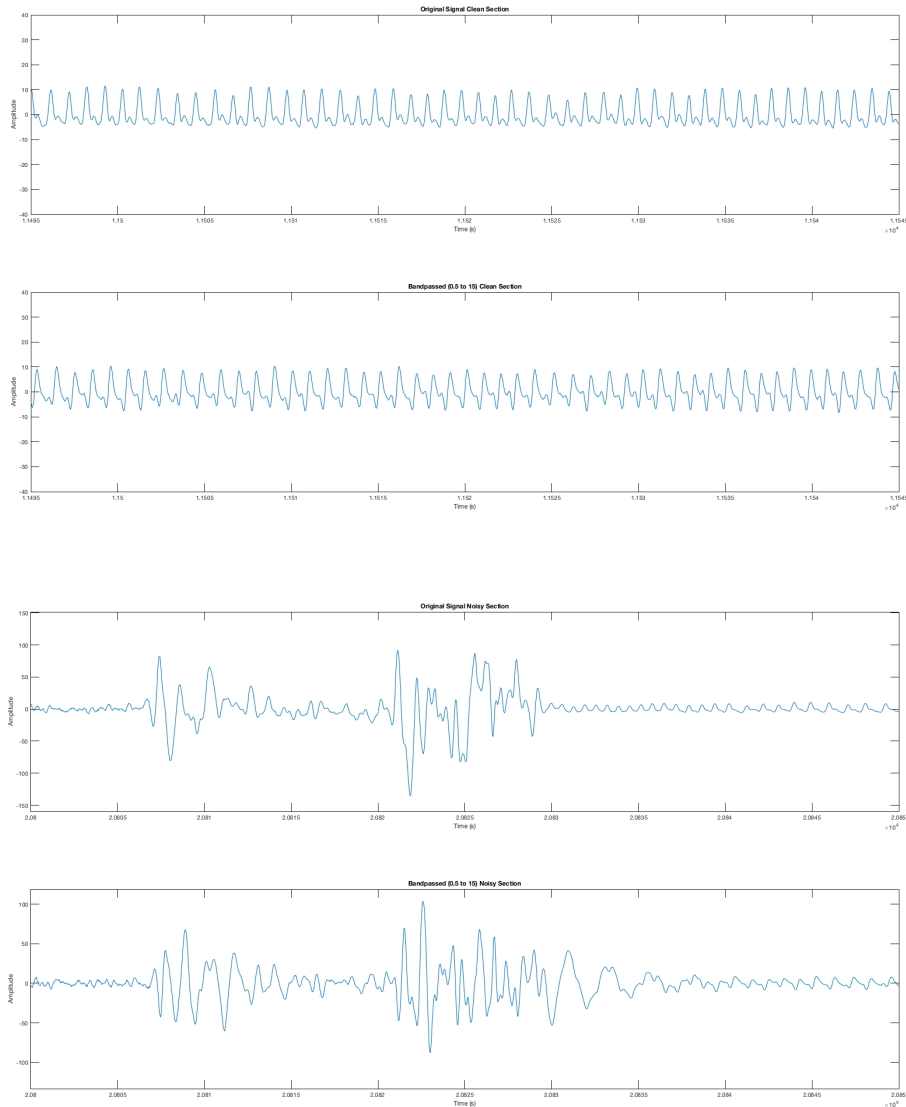 Original Signal Clean Section
40
30
20
10
0
-10
-20
-30
-40
Amplitude
1.1495 1.15 1.1505 1.151 1.1515 1.152 1.1525 1.153 1.1535 1.154 1.1545
Time (s)
×10⁴
Bandpassed (0.5 to 15) Clean Section
40
30
20
10
0
-10
-20
-30
-40
Amplitude
1.1495 1.15 1.1505 1.151 1.1515 1.152 1.1525 1.153 1.1535 1.154 1.1545
Time (s)
×10⁴
Original Signal Noisy Section
150
100
50
0
-50
-100
-150
Amplitude
2.08 2.0805 2.081 2.0815 2.082 2.0825 2.083 2.0835 2.084 2.0845 2.085
Time (s)
×10⁴
Bandpassed (0.5 to 15) Noisy Section
100
50
0
-50
-100
Amplitude
2.08 2.0805 2.081 2.0815 2.082 2.0825 2.083 2.0835 2.084 2.0845 2.085
Time (s)
×10⁴